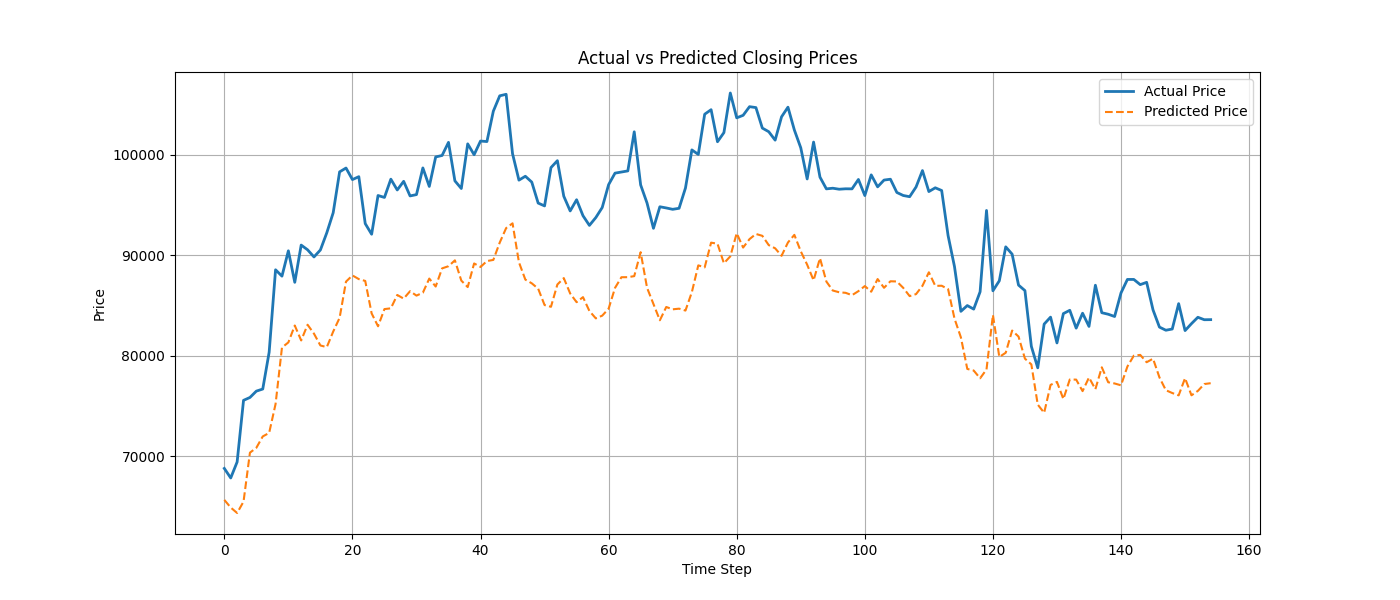 Actual vs Predicted Closing Prices
Actual Price
Predicted Price
Price
100000
90000
80000
70000
0 20 40 60 80 100 120 140 160
Time Step